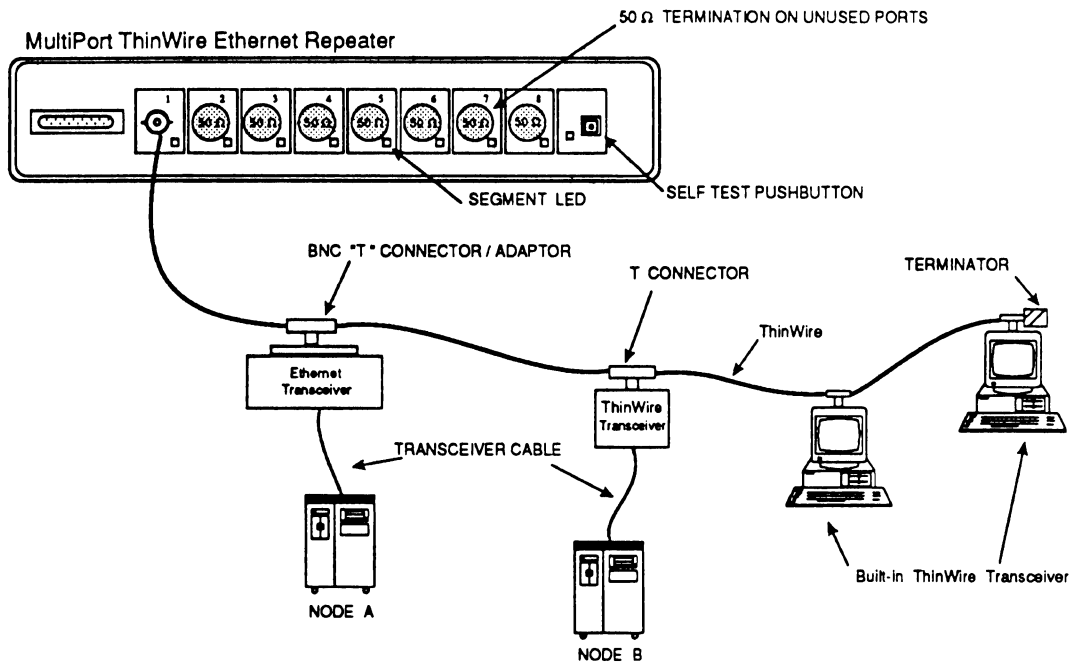 50 Ω TERMINATION ON UNUSED PORTS
MultiPort ThinWire Ethernet Repeater
1 2 3 4 5 6 7 8
50 Ω 50 Ω 50 Ω 50 Ω 50 Ω 50 Ω 50 Ω
SEGMENT LED
SELF TEST PUSHBUTTON
BNC "T" CONNECTOR / ADAPTOR
T CONNECTOR
TERMINATOR
ThinWire
Ethernet
Transceiver
ThinWire
Transceiver
TRANSCEIVER CABLE
Built-in ThinWire Transceiver
NODE A
NODE B